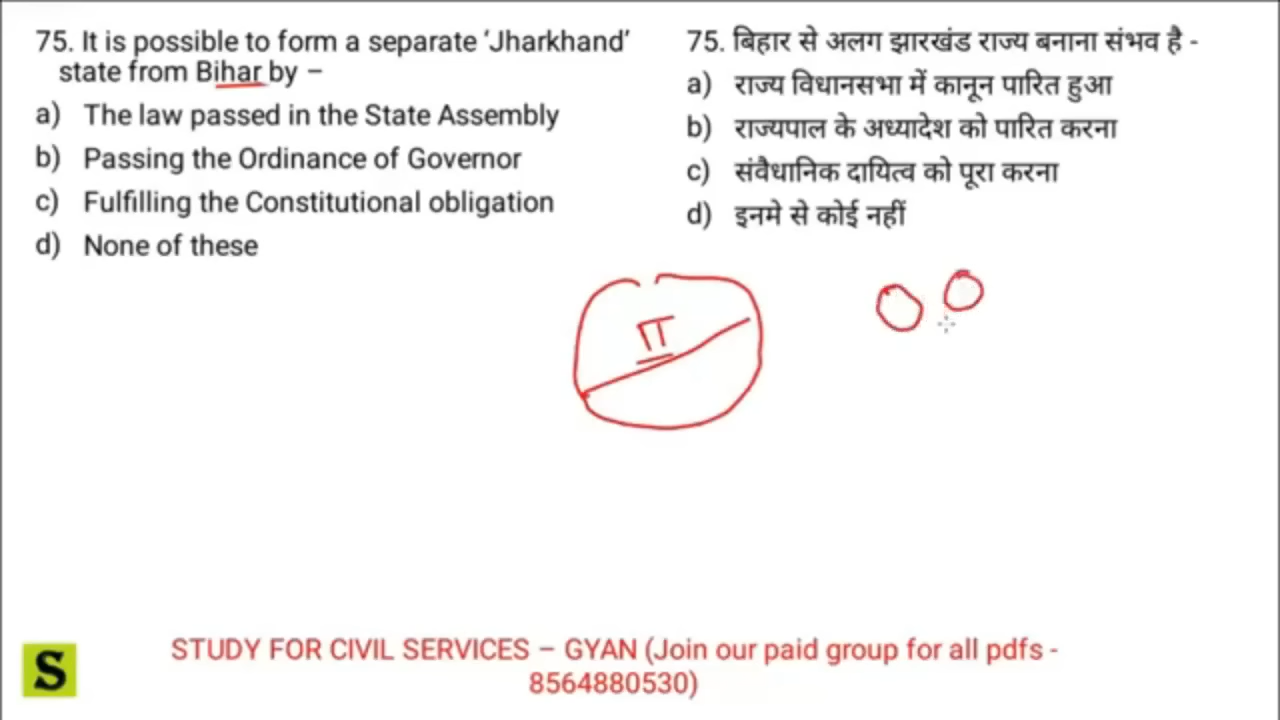 75. It is possible to form a separate ‘Jharkhand’
state from Bihar by –
a) The law passed in the State Assembly
b) Passing the Ordinance of Governor
c) Fulfilling the Constitutional obligation
d) None of these
75. बिहार से अलग झारखंड राज्य बनाना संभव है -
a) राज्य विधानसभा में कानून पारित हुआ
b) राज्यपाल के अध्यादेश को पारित करना
c) संवैधानिक दायित्व को पूरा करना
d) इनमे से कोई नहीं
S
STUDY FOR CIVIL SERVICES – GYAN (Join our paid group for all pdfs -
8564880530)